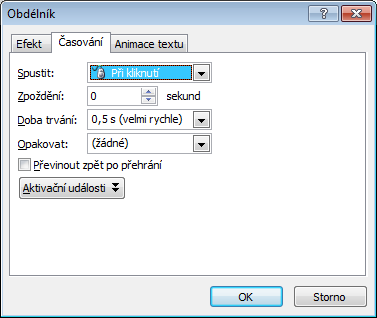 Obdélník
Efekt Časování Animace textu
Spustit: Při kliknutí
Zpoždění: 0 sekund
Doba trvání: 0,5 s (velmi rychle)
Opakovat: (žádné)
Převinout zpět po přehrání
Aktivační události
OK Storno